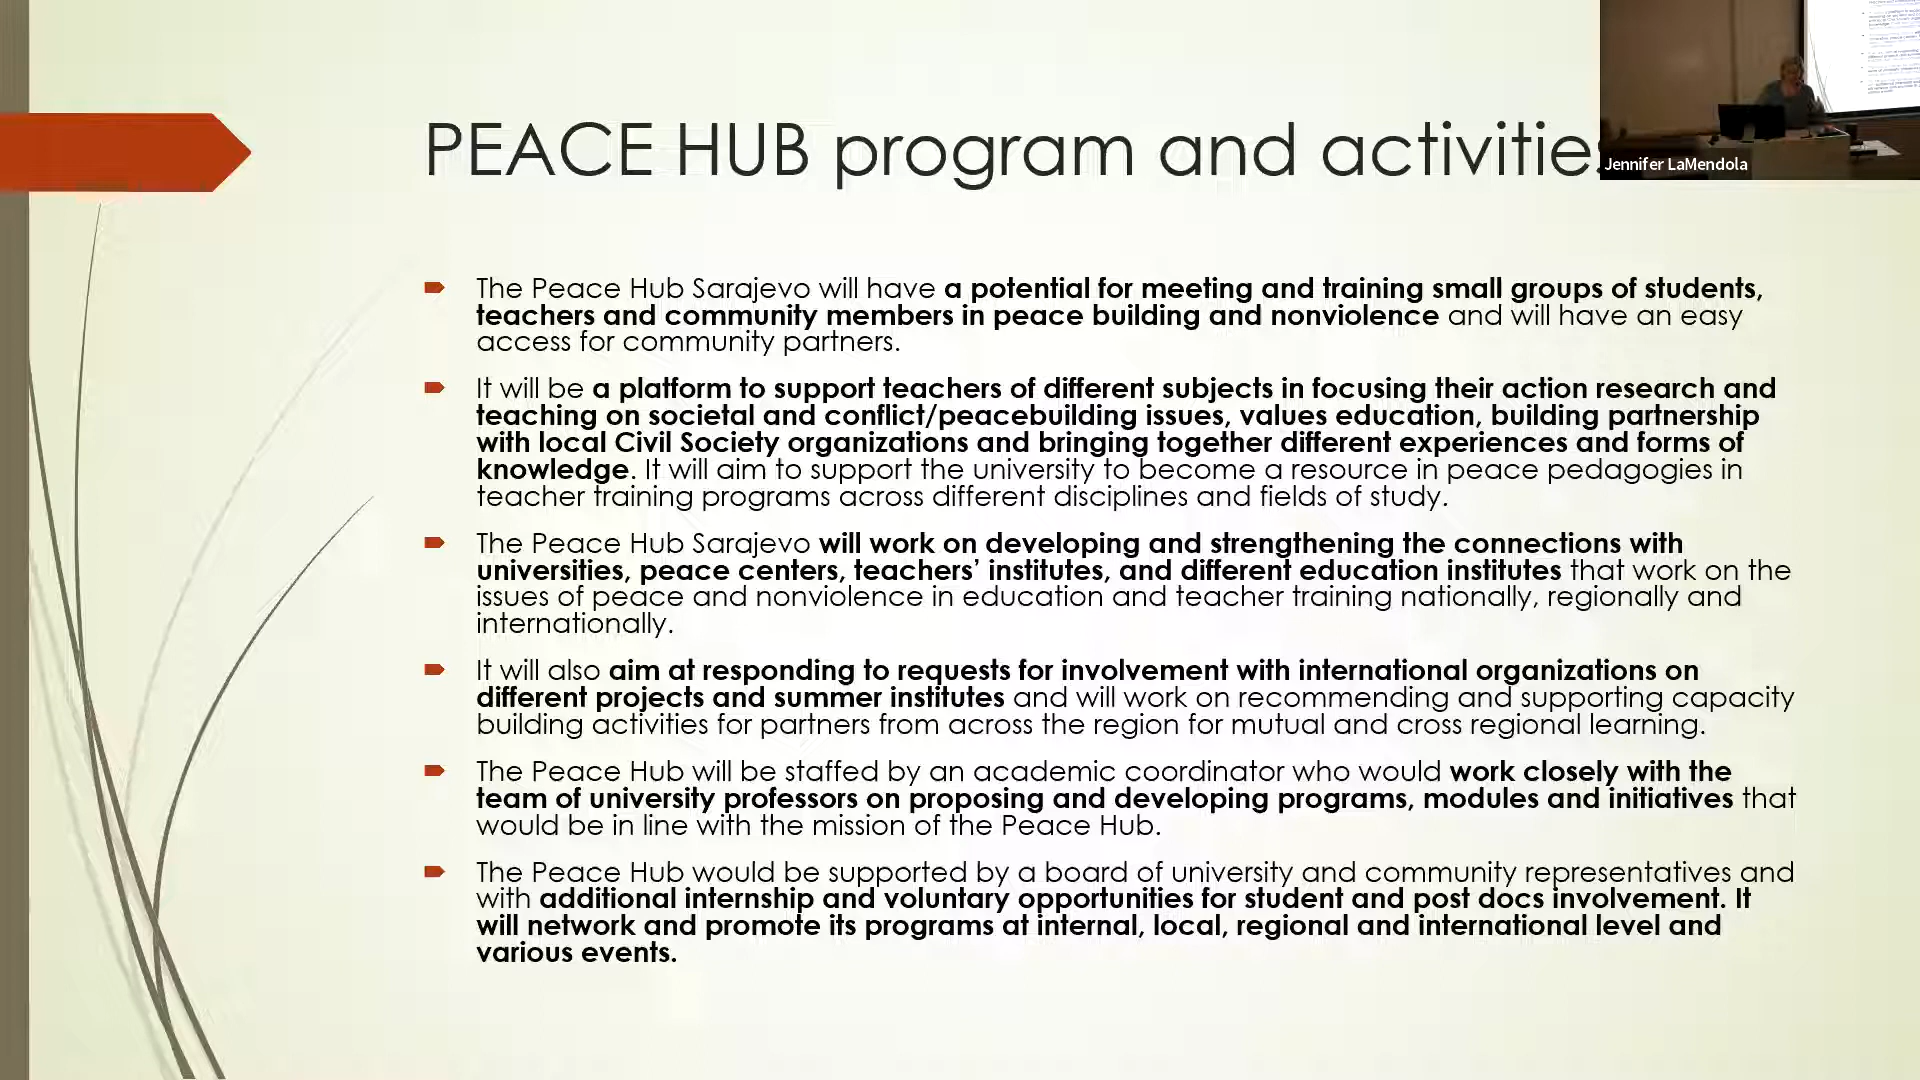 PEACE HUB program and activities
Jennifer LaMendola
The Peace Hub Sarajevo will have a potential for meeting and training small groups of students,
teachers and community members in peace building and nonviolence and will have an easy
access for community partners.
It will be a platform to support teachers of different subjects in focusing their action research and
teaching on societal and conflict/peacebuilding issues, values education, building partnership
with local Civil Society organizations and bringing together different experiences and forms of
knowledge. It will aim to support the university to become a resource in peace pedagogies in
teacher training programs across different disciplines and fields of study.
The Peace Hub Sarajevo will work on developing and strengthening the connections with
universities, peace centers, teachers’ institutes, and different education institutes that work on the
issues of peace and nonviolence in education and teacher training nationally, regionally and
internationally.
It will also aim at responding to requests for involvement with international organizations on
different projects and summer institutes and will work on recommending and supporting capacity
building activities for partners from across the region for mutual and cross regional learning.
The Peace Hub will be staffed by an academic coordinator who would work closely with the
team of university professors on proposing and developing programs, modules and initiatives that
would be in line with the mission of the Peace Hub.
The Peace Hub would be supported by a board of university and community representatives and
with additional internship and voluntary opportunities for student and post docs involvement. It
will network and promote its programs at internal, local, regional and international level and
various events.